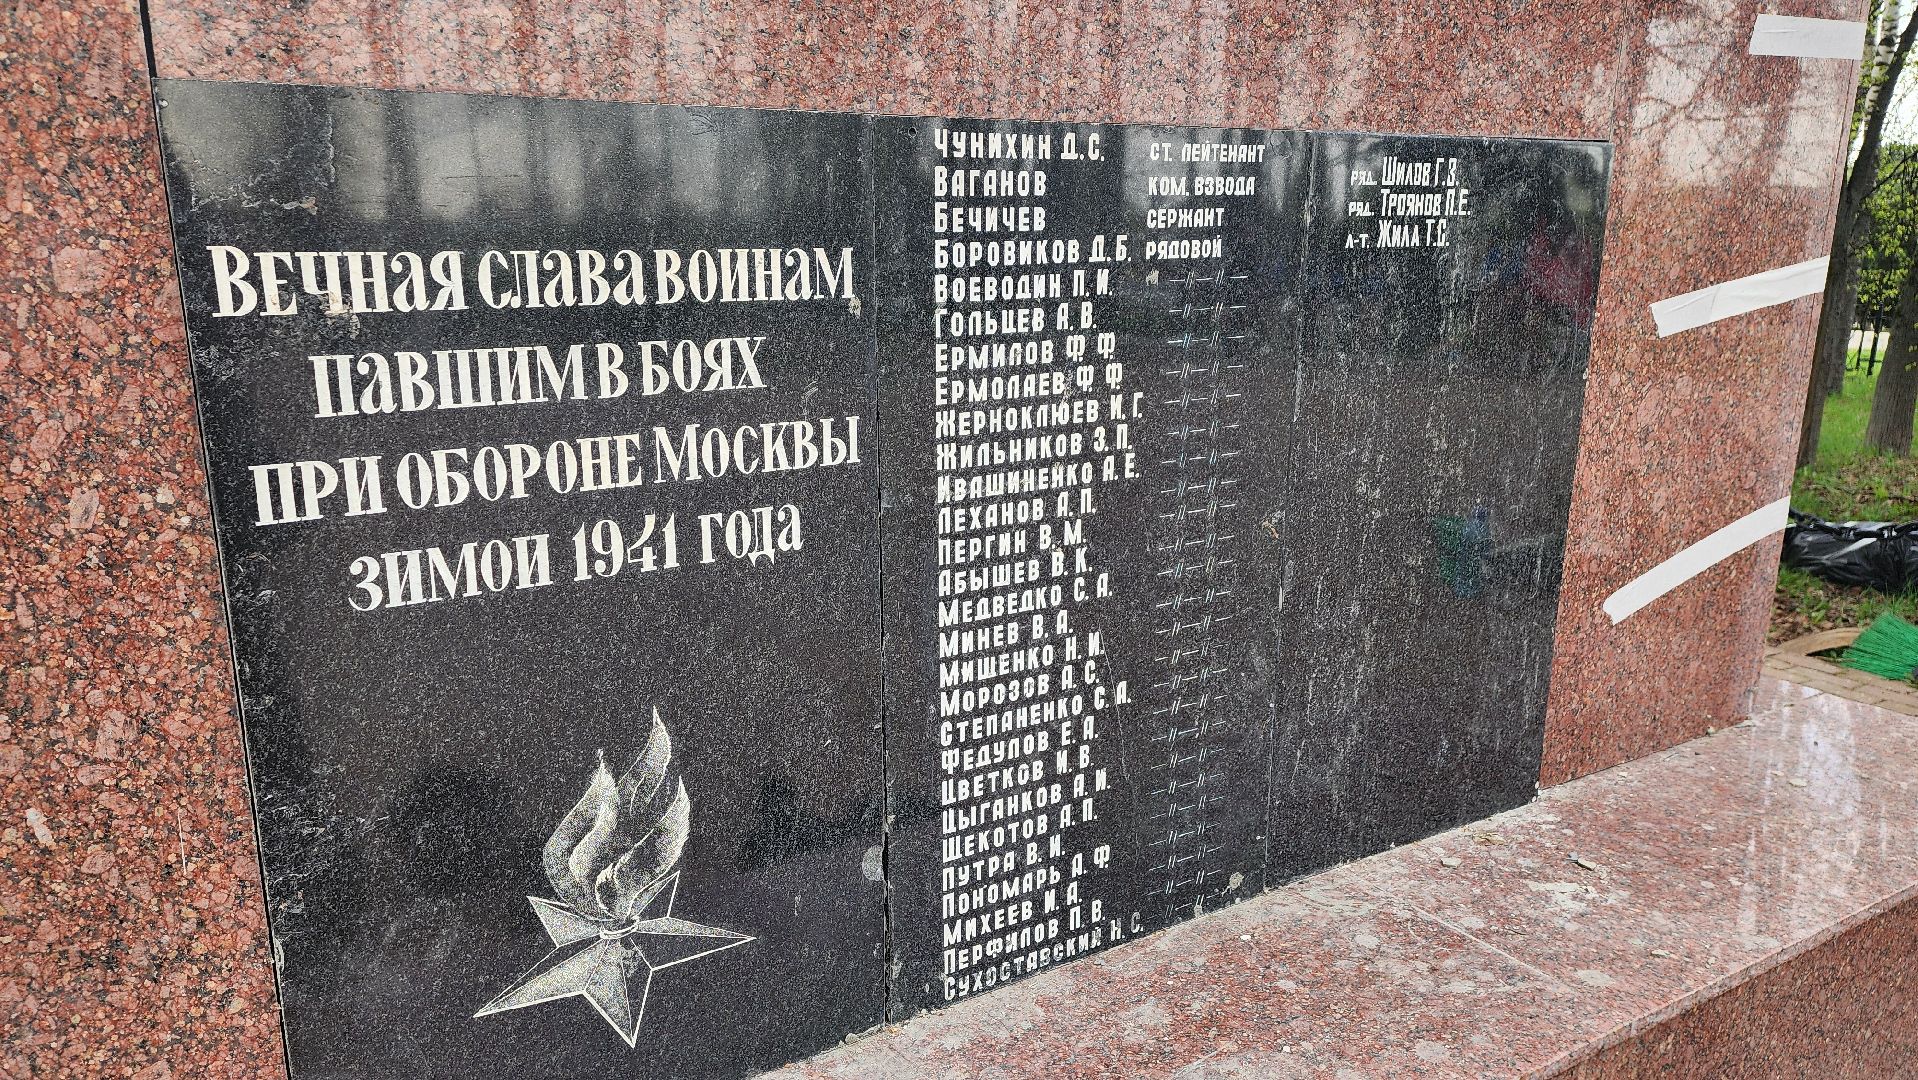 ВЕЧНАЯ СЛАВА ВОИНАМ
ПАВШИМ В БОЯХ
ПРИ ОБОРОНЕ МОСКВЫ
ЗИМОИ 1941 ГОДА
ЧУНИХИН Д.С. СТ. ЛЕЙТЕНАНТ
ВАГАНОВ КОМ. ВЗВОДА
БЕЧИЧЕВ СЕРЖАНТ
БОРОВИКОВ Д.Б. РЯДОВОЙ
ВОЕВОДИН П.И. —//—//—
ГОЛЬЦЕВ А.В. —//—//—
ЕРМИЛОВ Ф.Ф. —//—//—
ЕРМОЛАЕВ Ф.Ф. —//—//—
ЖЕРНОКЛЮЕВ И.Г. —//—//—
ЖИЛЬНИКОВ З.П. —//—//—
ИВАШИНЕНКО А.Е. —//—//—
ЛЕХАНОВ А.П. —//—//—
ПЕРГИН В.М. —//—//—
АБЫШЕВ В.К. —//—//—
МЕДВЕДКО С.А. —//—//—
МИНЕВ В.А. —//—//—
МИЩЕНКО Н.И. —//—//—
МОРОЗОВ А.С. —//—//—
СТЕПАНЕНКО С.А. —//—//—
ФЕДУЛОВ Е.А. —//—//—
ЦВЕТКОВ И.В. —//—//—
ЦЫГАНКОВ А.И. —//—//—
ЩЕКОТОВ А.П. —//—//—
ПУТРА В.И. —//—//—
ПОНОМАРЬ А.Ф —//—//—
МИХЕЕВ И.А. —//—//—
ПЕРФИЛОВ П.В. —//—//—
СУХОСТАВСКИЙ Н.С. —//—//—
РЯД. ШИЛОВ Г.В.
РЯД. ТРОЯНОВ П.Е.
Л-Т. ЖИЛА Т.С.